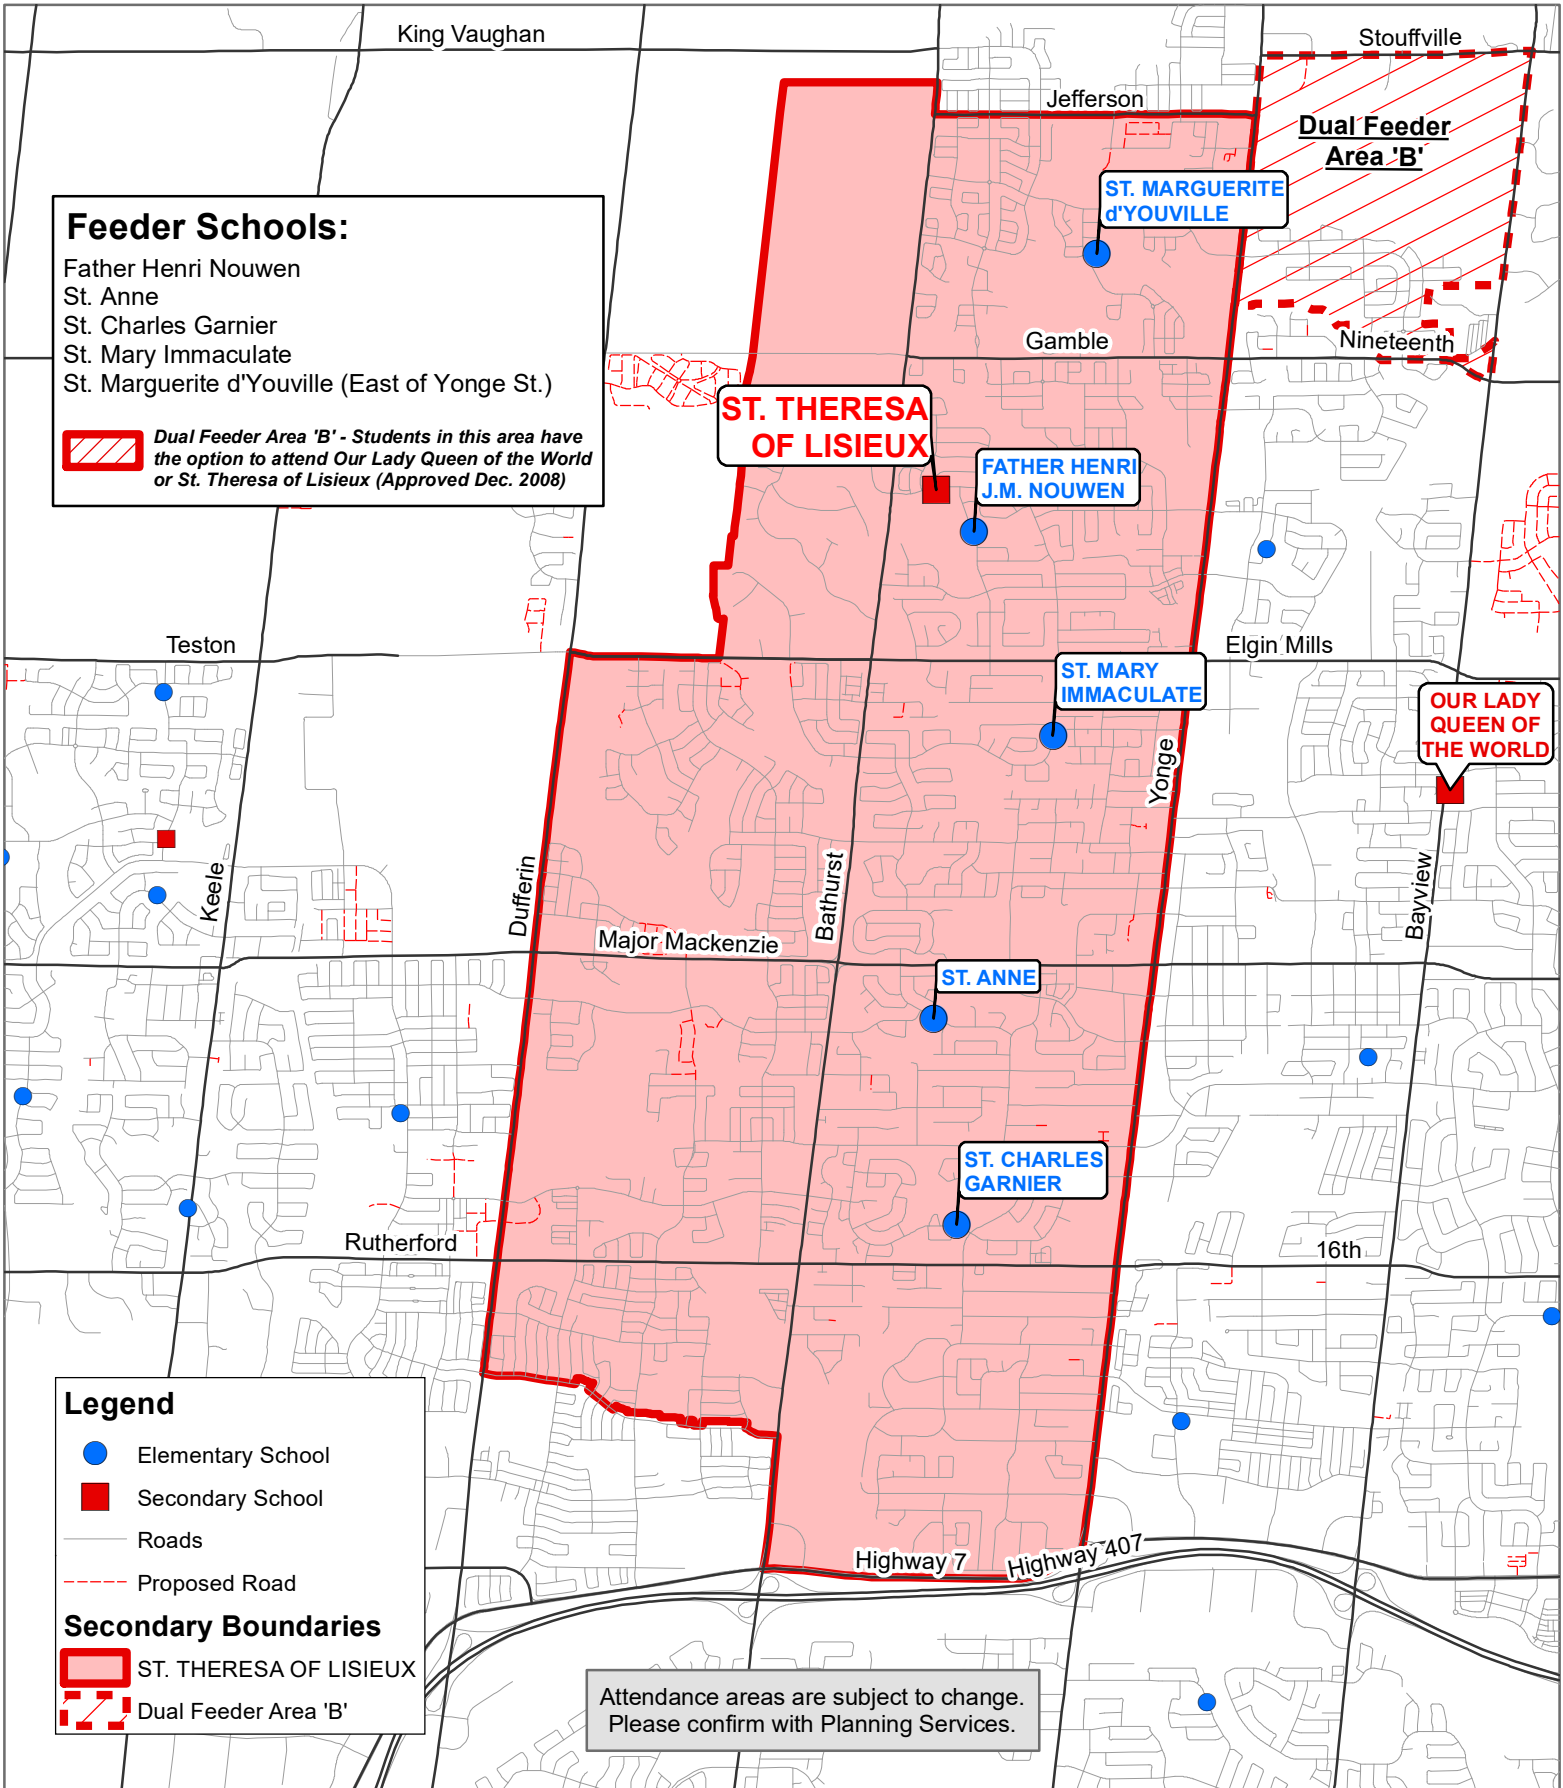 King Vaughan
Stouffville
Jefferson
Dual Feeder
Area 'B'
ST. MARGUERITE
d'YOUVILLE
Feeder Schools:
Father Henri Nouwen
St. Anne
St. Charles Garnier
St. Mary Immaculate
St. Marguerite d'Youville (East of Yonge St.)
Dual Feeder Area 'B' - Students in this area have
the option to attend Our Lady Queen of the World
or St. Theresa of Lisieux (Approved Dec. 2008)
Gamble
Nineteenth
ST. THERESA
OF LISIEUX
FATHER HENRI
J.M. NOUWEN
Teston
Elgin Mills
ST. MARY
IMMACULATE
OUR LADY
QUEEN OF
THE WORLD
Yonge
Keele
Dufferin
Bathurst
Bayview
Major Mackenzie
ST. ANNE
ST. CHARLES
GARNIER
Rutherford
16th
Legend
Elementary School
Secondary School
Roads
Proposed Road
Secondary Boundaries
ST. THERESA OF LISIEUX
Dual Feeder Area 'B'
Highway 7
Highway 407
Attendance areas are subject to change.
Please confirm with Planning Services.